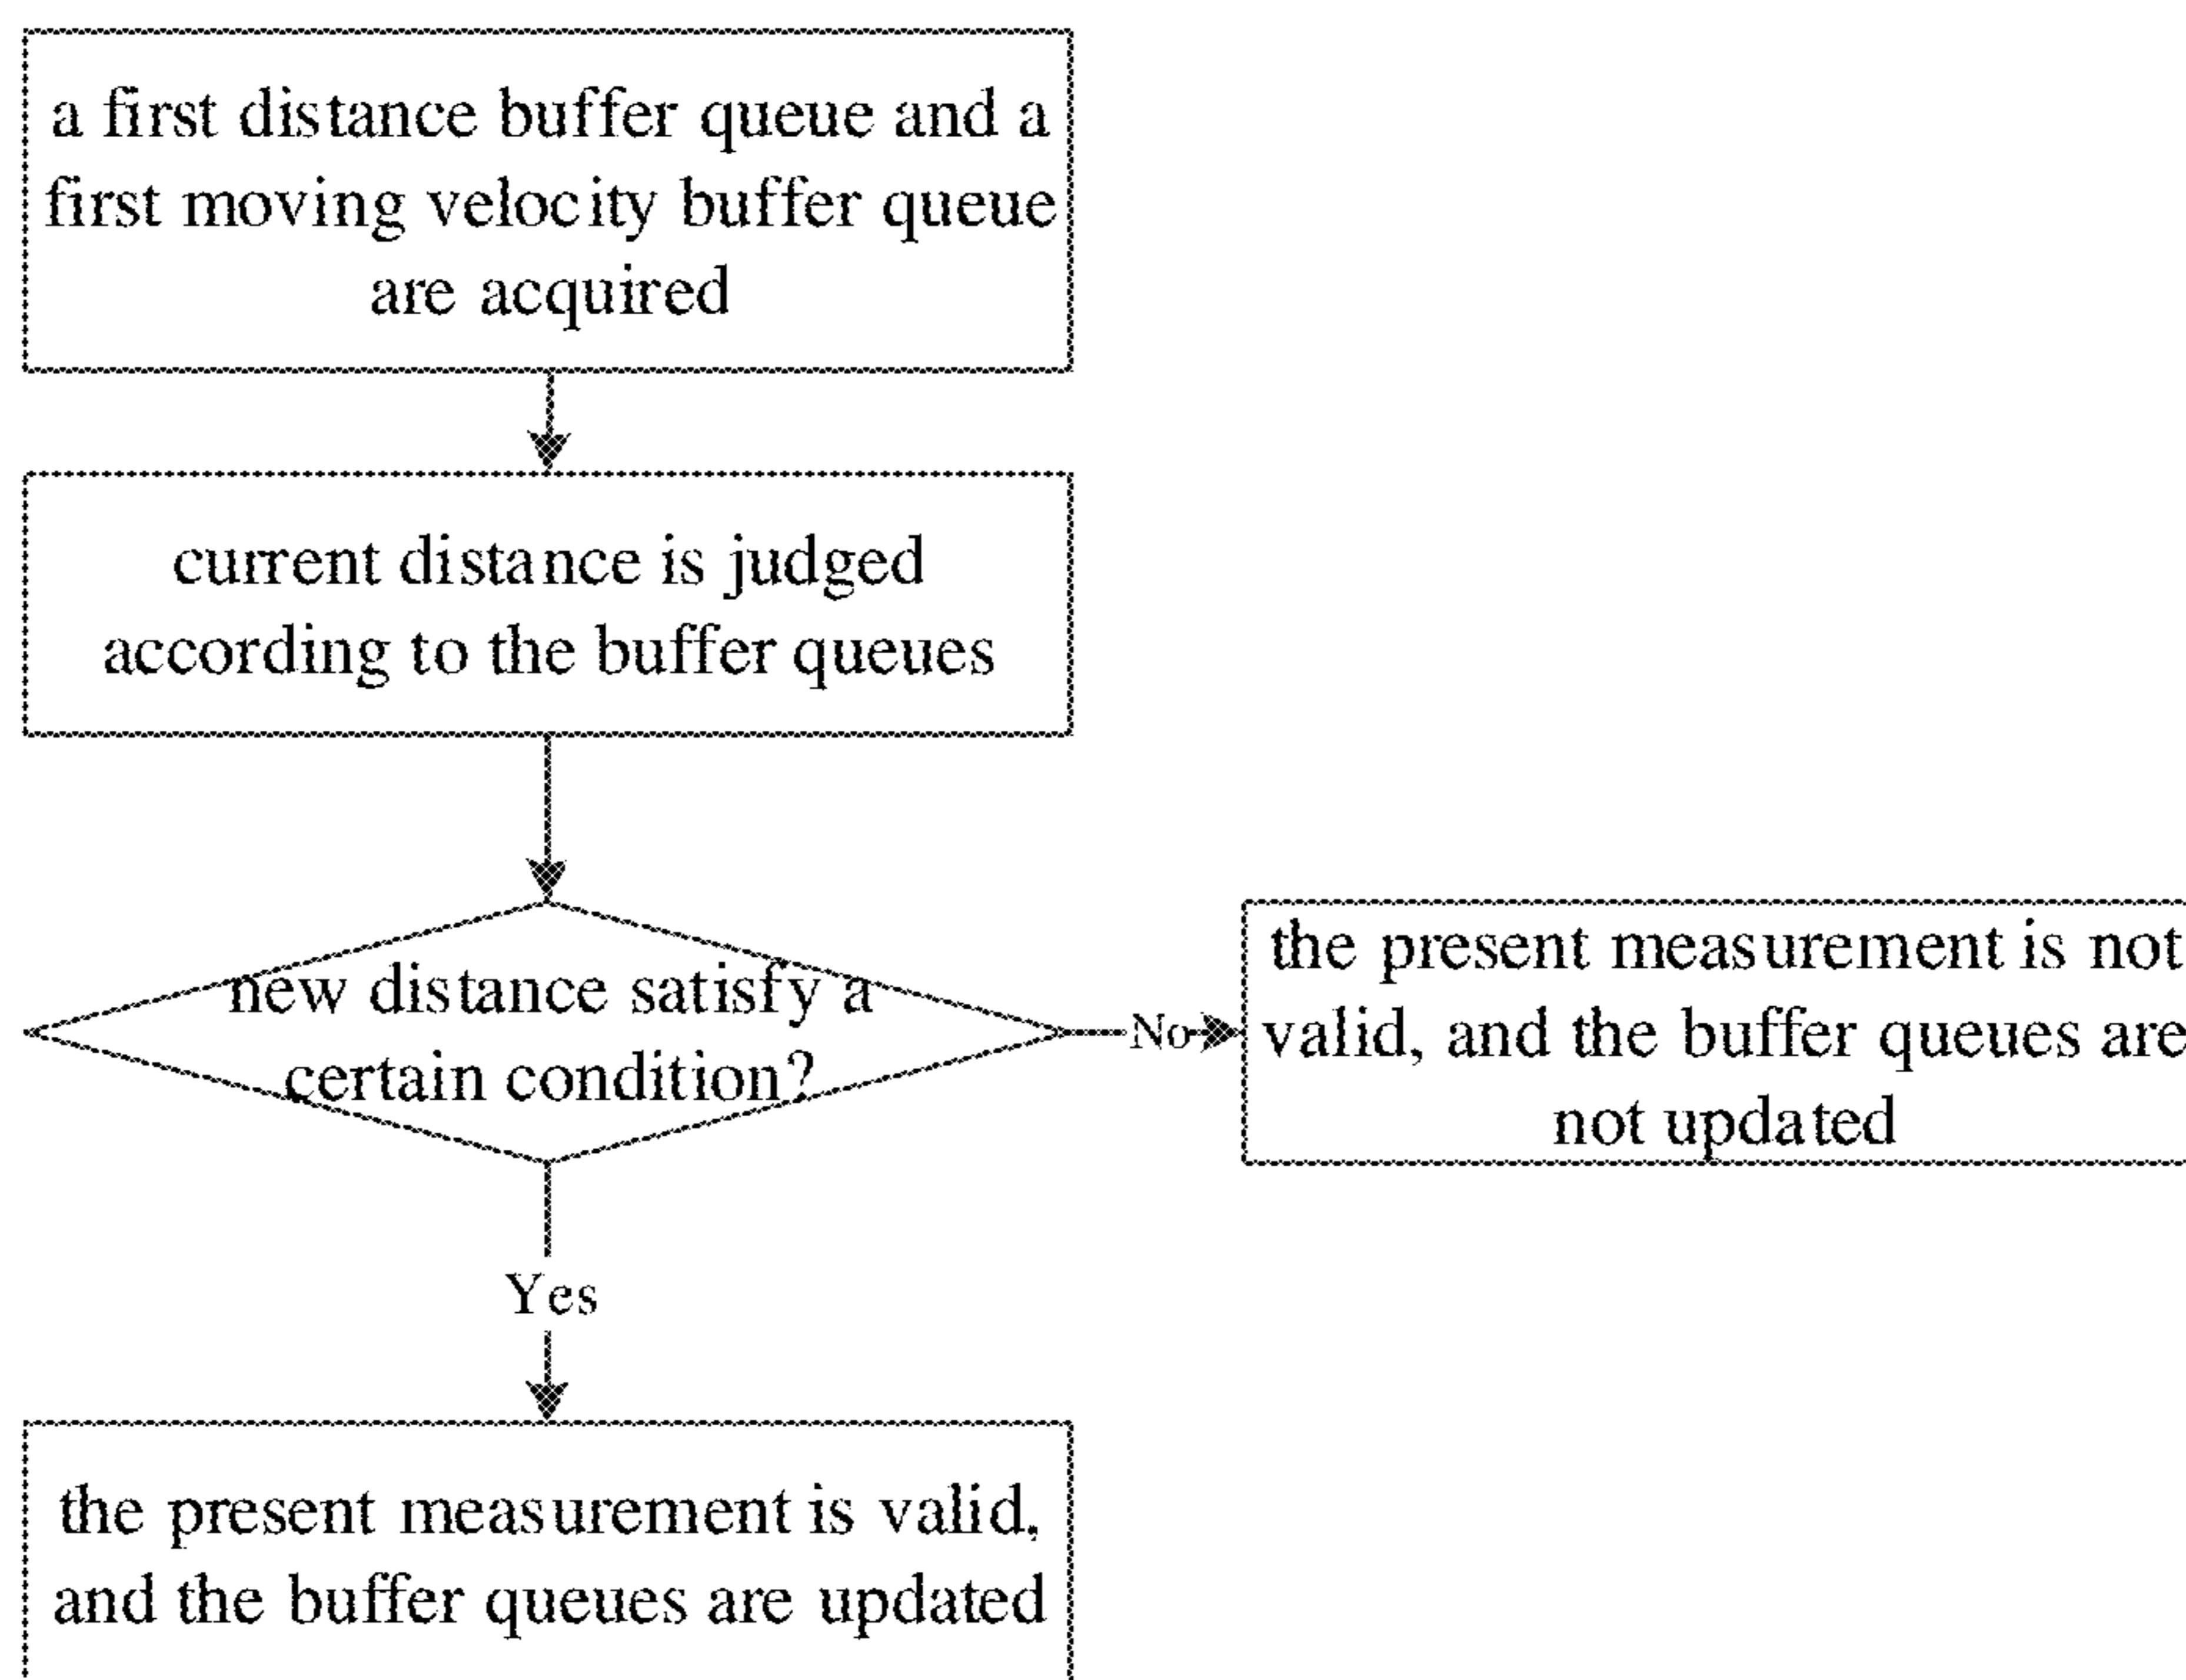 a first distance buffer queue and a
first moving velocity buffer queue
are acquired
current distance is judged
according to the buffer queues
new distance satisfy a
certain condition?
No
the present measurement is not
valid, and the buffer queues are
not updated
Yes
the present measurement is valid,
and the buffer queues are updated